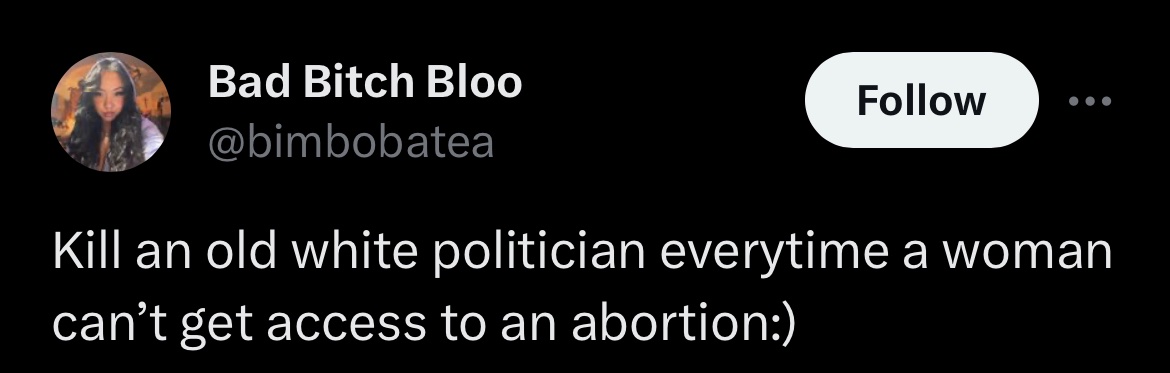 Bad Bitch Bloo
Follow
@bimbobatea
Kill an old white politician everytime a woman
can’t get access to an abortion:)